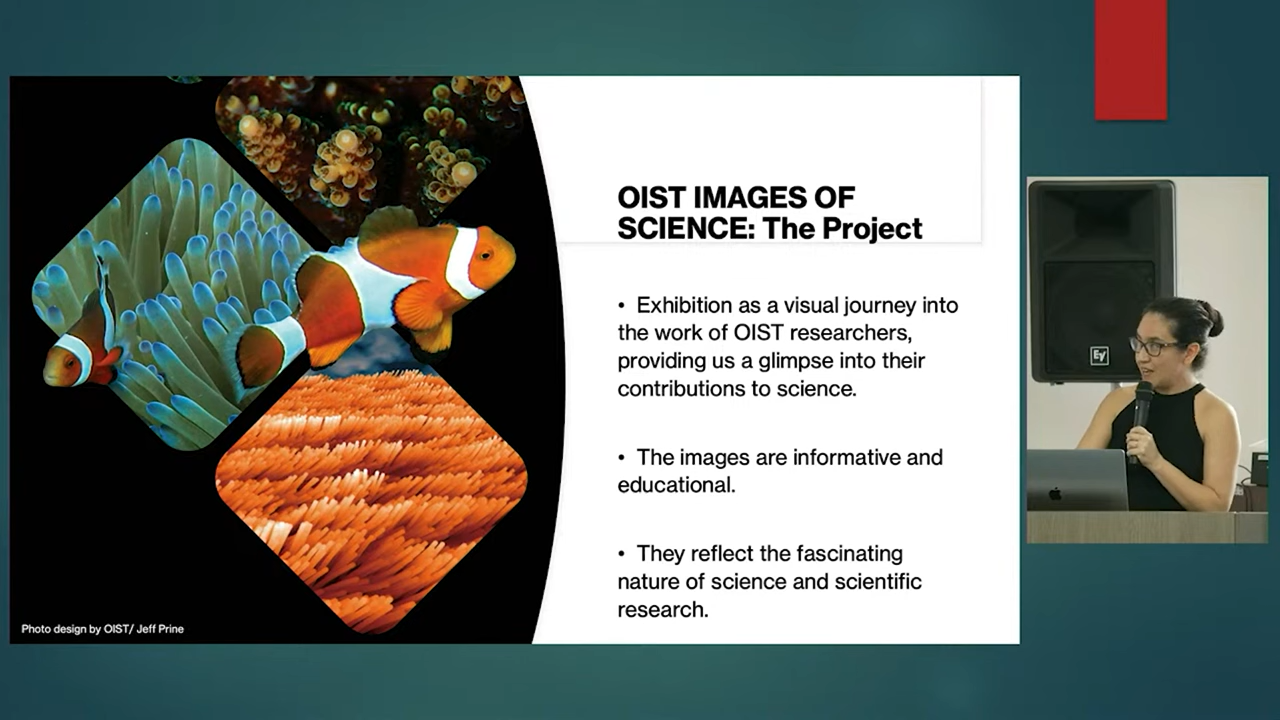 OIST IMAGES OF
SCIENCE: The Project
• Exhibition as a visual journey into
the work of OIST researchers,
providing us a glimpse into their
contributions to science.
• The images are informative and
educational.
• They reflect the fascinating
nature of science and scientific
research.
Photo design by OIST/ Jeff Prine
EV